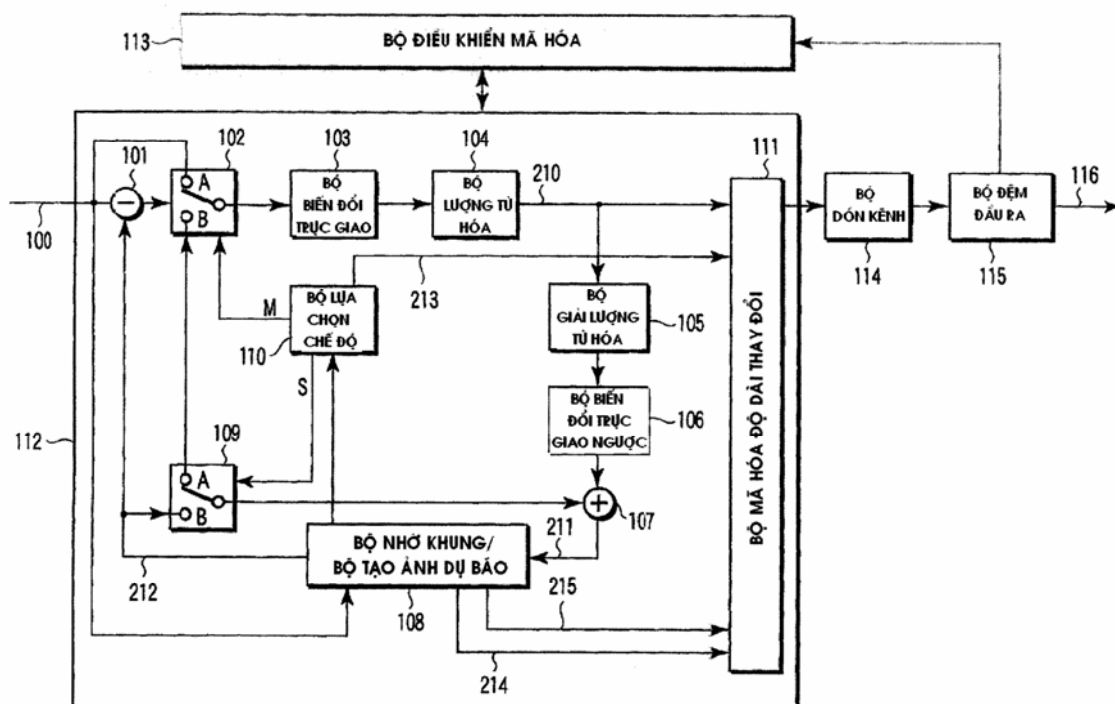 113
BỘ ĐIỀU KHIỂN MÃ HÓA
101
102
103
104
111
A
B
BỘ
BIẾN ĐỔI
TRỰC GIAO
BỘ
LƯỢNG TỬ
HÓA
210
100
BỘ
DỒN KÊNH
114
BỘ ĐỆM
ĐẦU RA
115
116
M
BỘ LỰA
CHỌN
CHẾ ĐỘ
110
213
S
BỘ
GIẢI LƯỢNG
TỬ HÓA
105
BỘ BIẾN
ĐỔI TRỰC
GIAO NGƯỢC
106
BỘ MÃ HÓA ĐỘ DÀI THAY ĐỔI
112
109
A
B
107
211
BỘ NHỚ KHUNG/
BỘ TẠO ẢNH DỰ BÁO
212
108
215
214